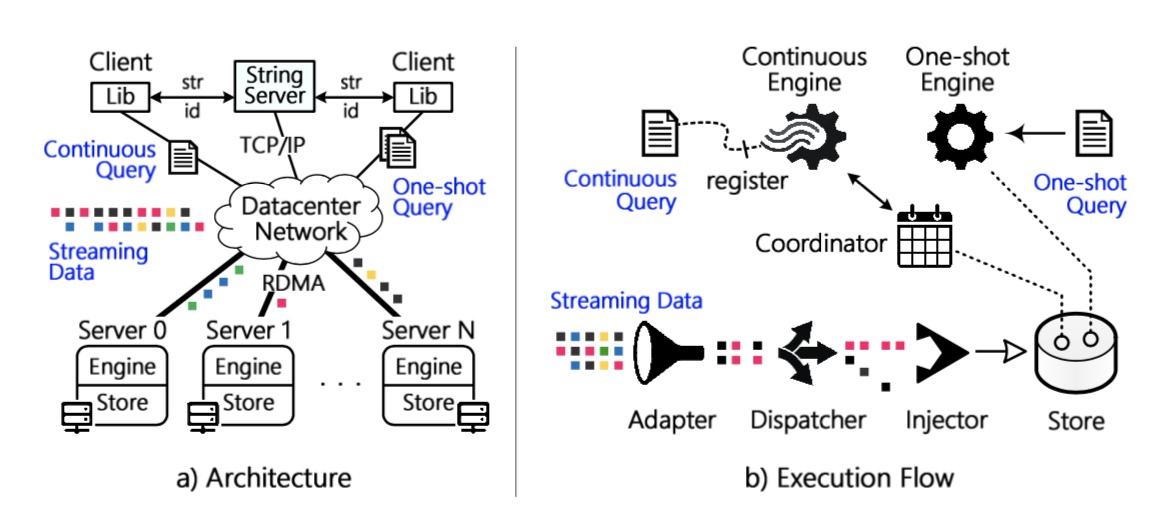 Client
Client
Lib
str
id
String
Server
str
id
Lib
TCP/IP
Continuous
Query
One-shot
Query
Datacenter
Network
Streaming
Data
RDMA
Server 0
Server 1
Server N
Engine
Engine
Engine
Store
Store
. . .
Store
a) Architecture
Continuous
Engine
One-shot
Engine
Continuous
Query
register
One-shot
Query
Coordinator
Streaming Data
Adapter
Dispatcher
Injector
Store
b) Execution Flow